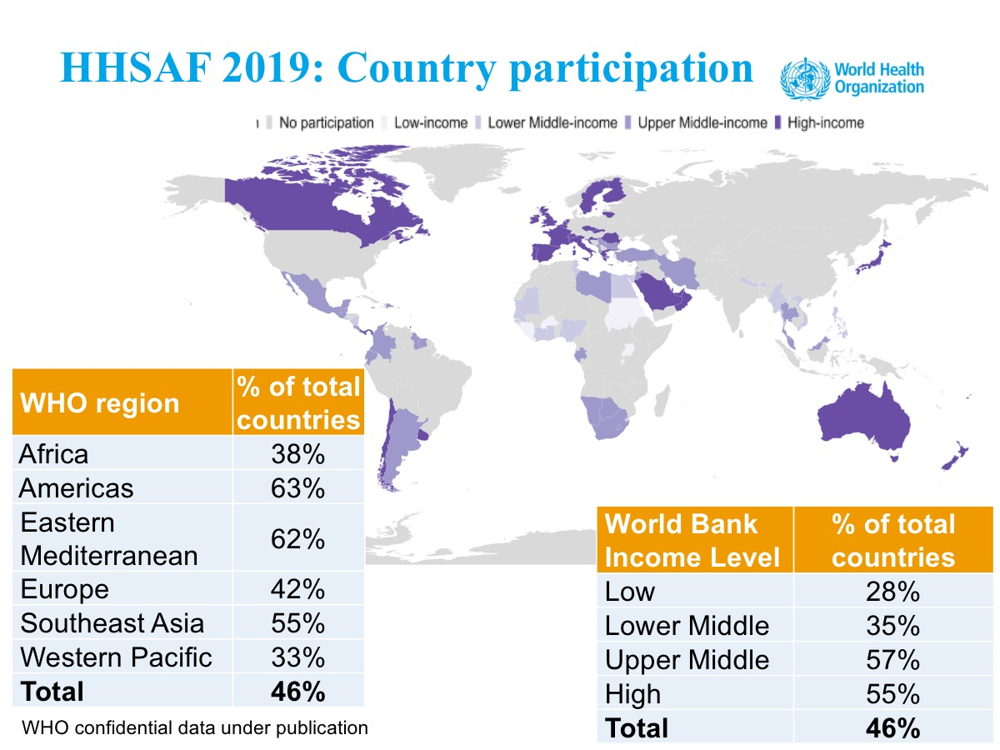 HHSAF 2019: Country participation
World Health
Organization
No participation Low-income Lower Middle-income Upper Middle-income High-income
WHO region % of total
countries
Africa 38%
Americas 63%
Eastern
Mediterranean 62%
Europe 42%
Southeast Asia 55%
Western Pacific 33%
Total 46%
WHO confidential data under publication
World Bank % of total
Income Level countries
Low 28%
Lower Middle 35%
Upper Middle 57%
High 55%
Total 46%